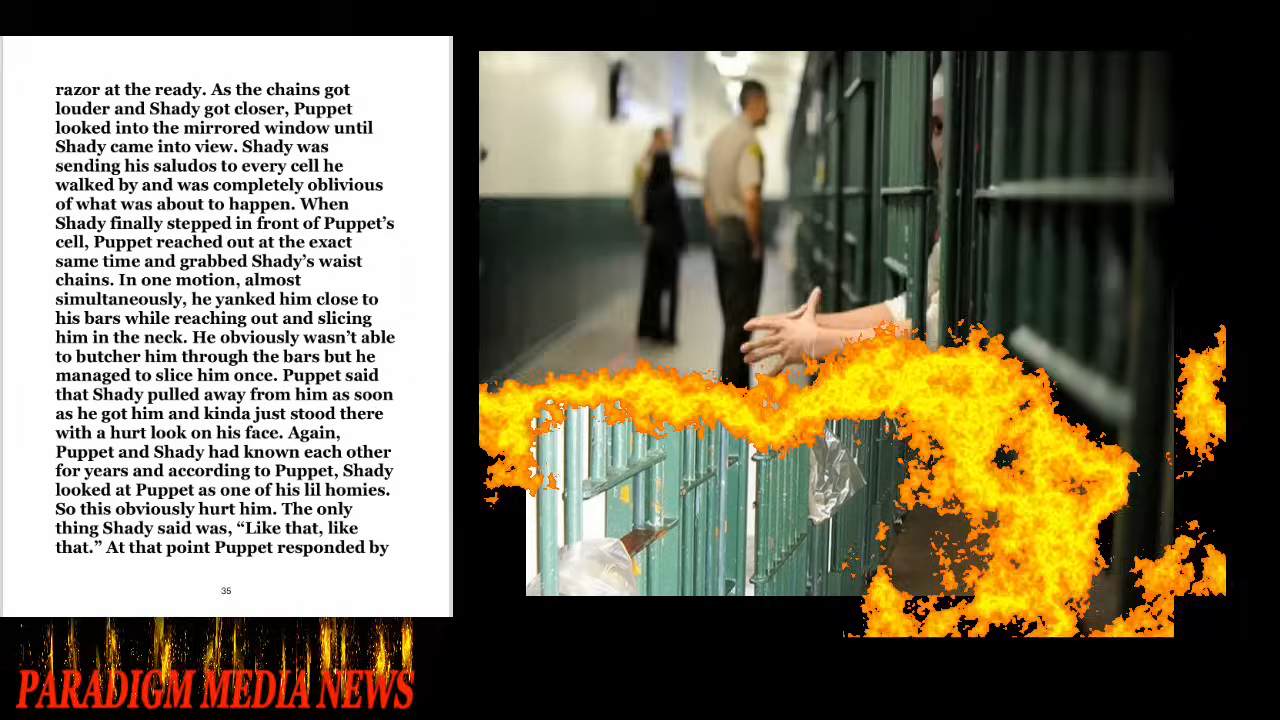 razor at the ready. As the chains got
louder and Shady got closer, Puppet
looked into the mirrored window until
Shady came into view. Shady was
sending his saludos to every cell he
walked by and was completely oblivious
of what was about to happen. When
Shady finally stepped in front of Puppet’s
cell, Puppet reached out at the exact
same time and grabbed Shady’s waist
chains. In one motion, almost
simultaneously, he yanked him close to
his bars while reaching out and slicing
him in the neck. He obviously wasn’t able
to butcher him through the bars but he
managed to slice him once. Puppet said
that Shady pulled away from him as soon
as he got him and kinda just stood there
with a hurt look on his face. Again,
Puppet and Shady had known each other
for years and according to Puppet, Shady
looked at Puppet as one of his lil homies.
So this obviously hurt him. The only
thing Shady said was, “Like that, like
that.” At that point Puppet responded by
35
PARADIGM MEDIA NEWS